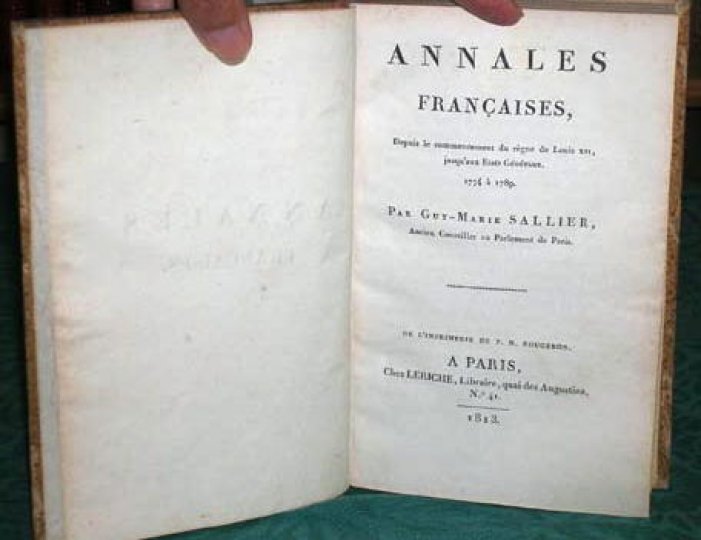 ANNALES
FRANÇAISES,
Depuis le commencement du règne de Louis XVI,
jusqu'aux États Généraux.
1774 à 1789.
PAR GUY-MARIE SALLIER,
Ancien Conseiller au Parlement de Paris.
DE L'IMPRIMERIE DE P. N. ROUGERON.
A PARIS,
Chez LERICHE, Libraire, quai des Augustins,
N.º 41.
1813.